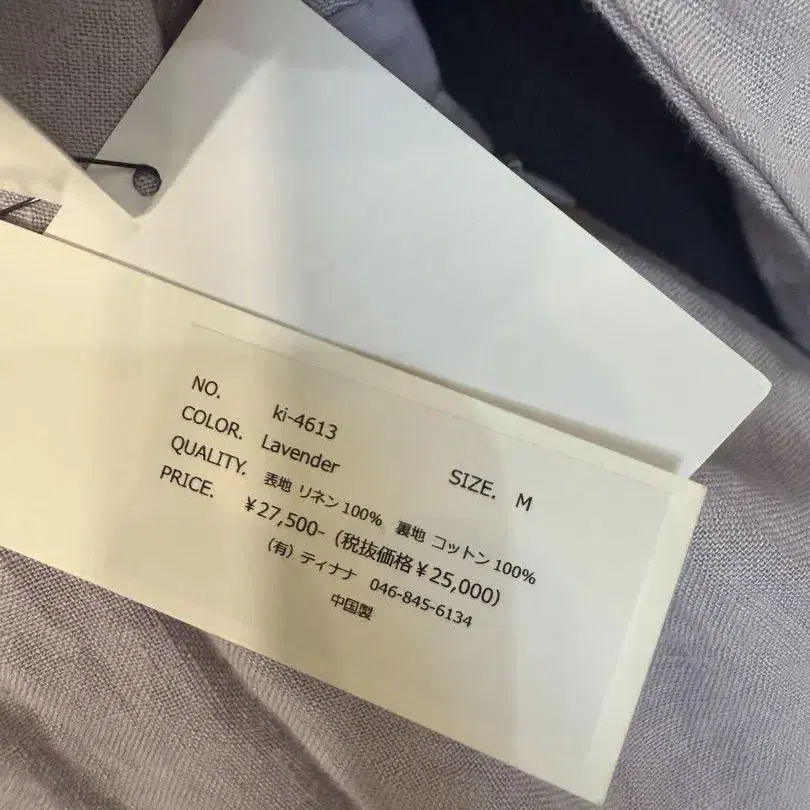 NO. ki-4613
COLOR. Lavender SIZE. M
QUALITY. 表地 リネン 100% 裏地 コットン 100%
PRICE. ¥27,500-（税抜価格¥25,000）
（有）ティナナ 046-845-6134
中国製